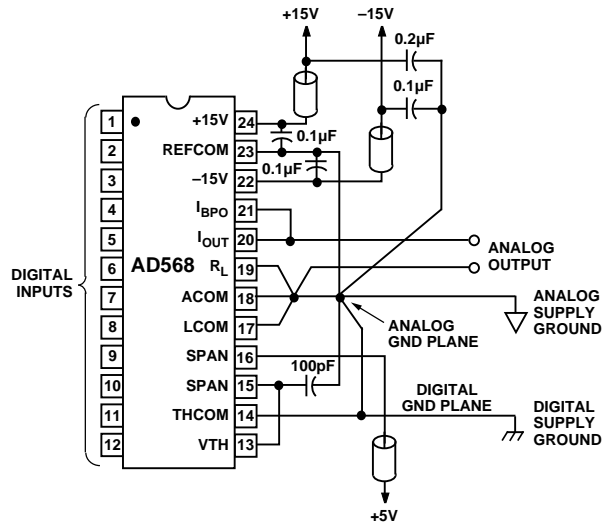 +15V
–15V
0.2µF
0.1µF
1
2
3
4
5
6
7
8
9
10
11
12
DIGITAL
INPUTS
AD568
+15V 24
REFCOM 23
–15V 22
IBPO 21
IOUT 20
RL 19
ACOM 18
LCOM 17
SPAN 16
SPAN 15
THCOM 14
VTH 13
0.1µF
0.1µF
100pF
ANALOG
OUTPUT
ANALOG
SUPPLY
GROUND
ANALOG
GND PLANE
DIGITAL
GND PLANE
DIGITAL
SUPPLY
GROUND
+5V